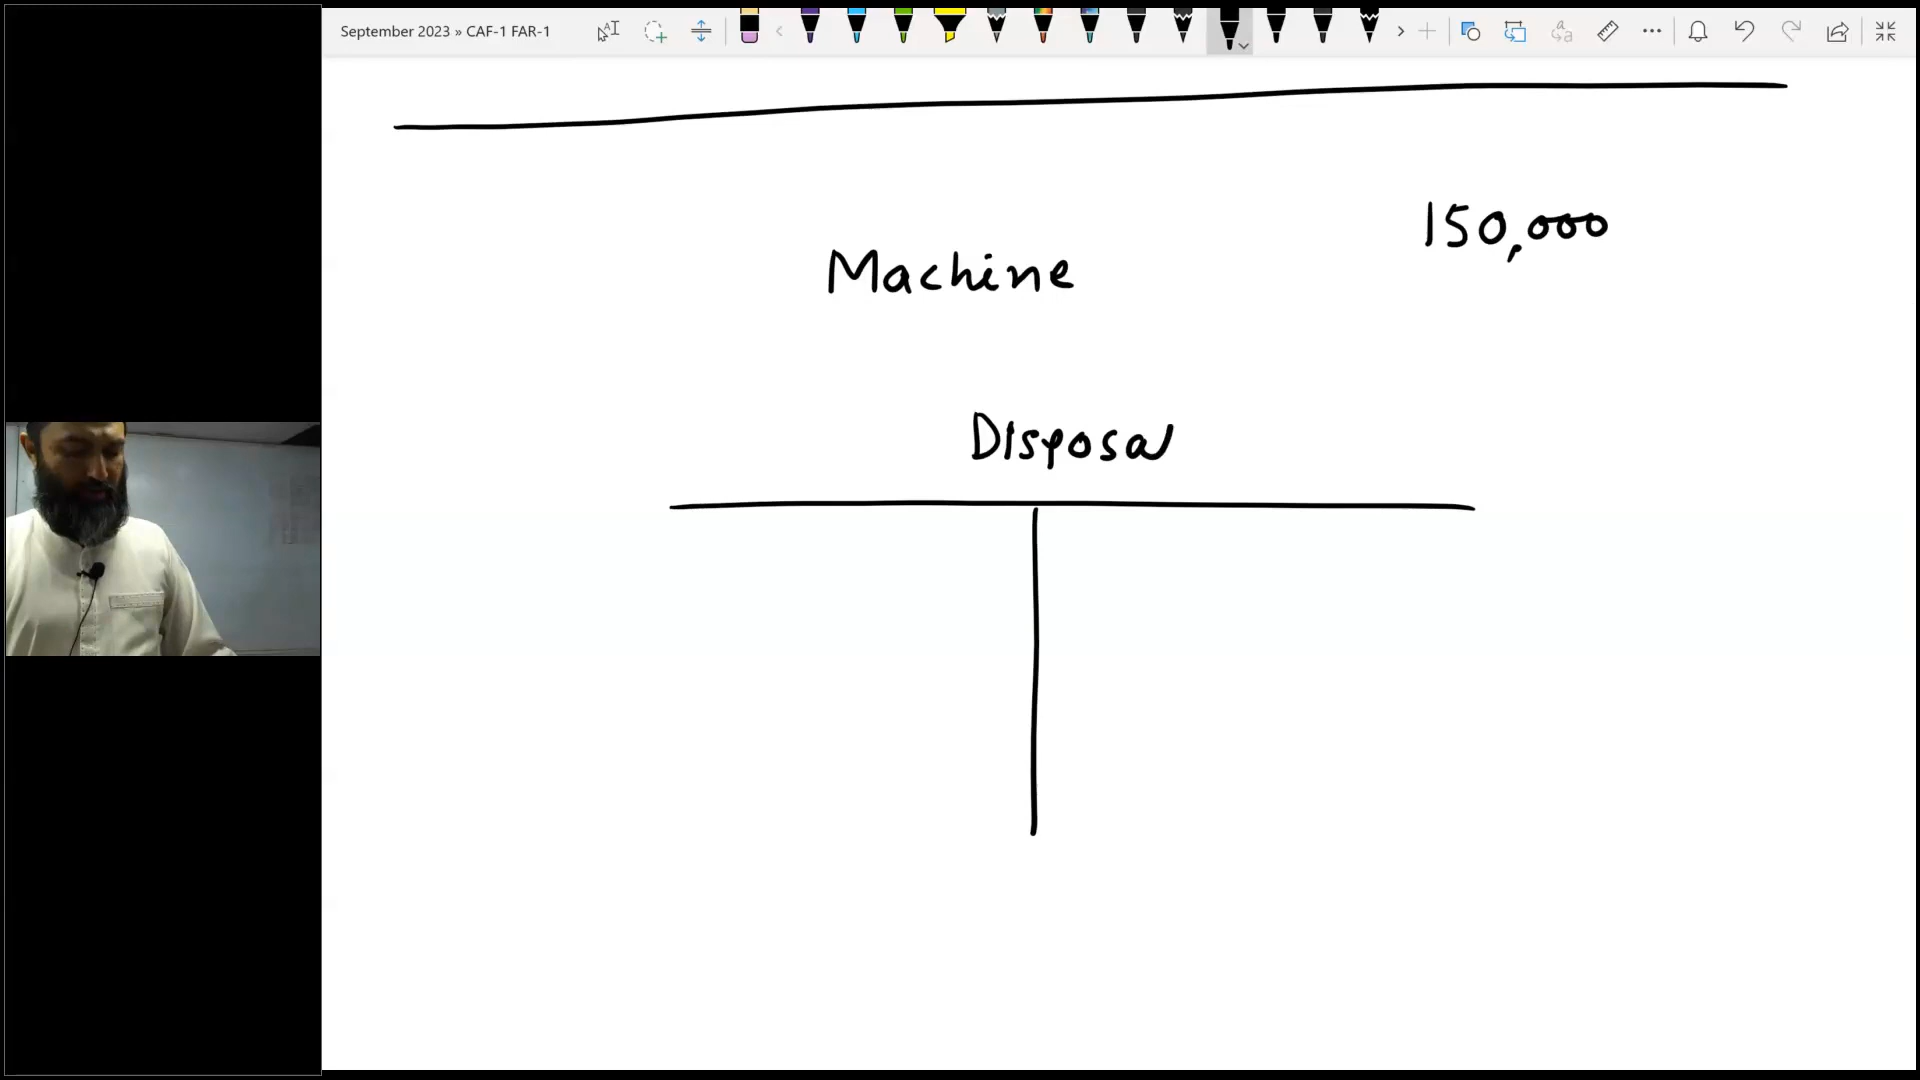 September 2023 » CAF-1 FAR-1
150,000
Machine
Disposal